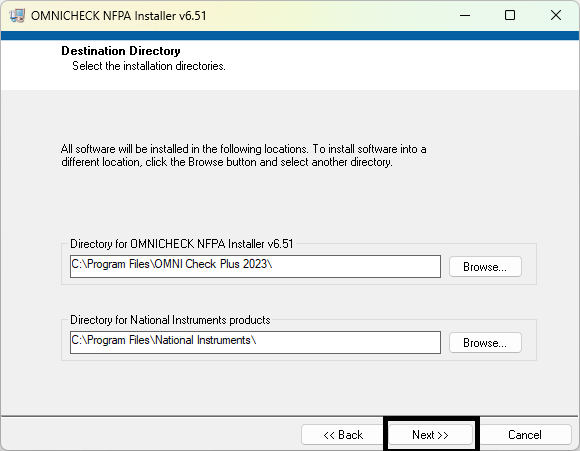 OMNICHECK NFPA Installer v6.51
Destination Directory
Select the installation directories.
All software will be installed in the following locations. To install software into a
different location, click the Browse button and select another directory.
Directory for OMNICHECK NFPA Installer v6.51
C:\Program Files\OMNI Check Plus 2023\
Browse...
Directory for National Instruments products
C:\Program Files\National Instruments\
Browse...
<< Back
Next >>
Cancel